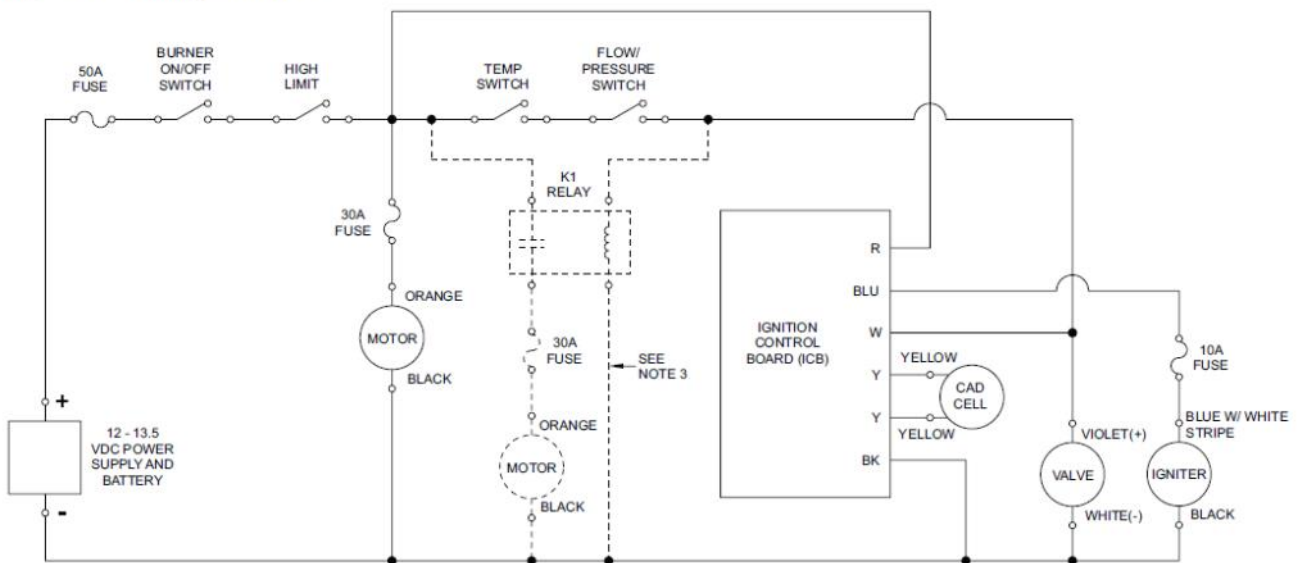 50A
FUSE
BURNER
ON/OFF
SWITCH
HIGH
LIMIT
TEMP
SWITCH
FLOW/
PRESSURE
SWITCH
K1
RELAY
30A
FUSE
ORANGE
MOTOR
BLACK
30A
FUSE
SEE
NOTE 3
ORANGE
MOTOR
BLACK
+
12 - 13.5
VDC POWER
SUPPLY AND
BATTERY
-
IGNITION
CONTROL
BOARD (ICB)
R
BLU
W
Y
Y
BK
YELLOW
CAD
CELL
YELLOW
10A
FUSE
VIOLET(+)
VALVE
WHITE(-)
BLUE W/ WHITE
STRIPE
IGNITER
BLACK